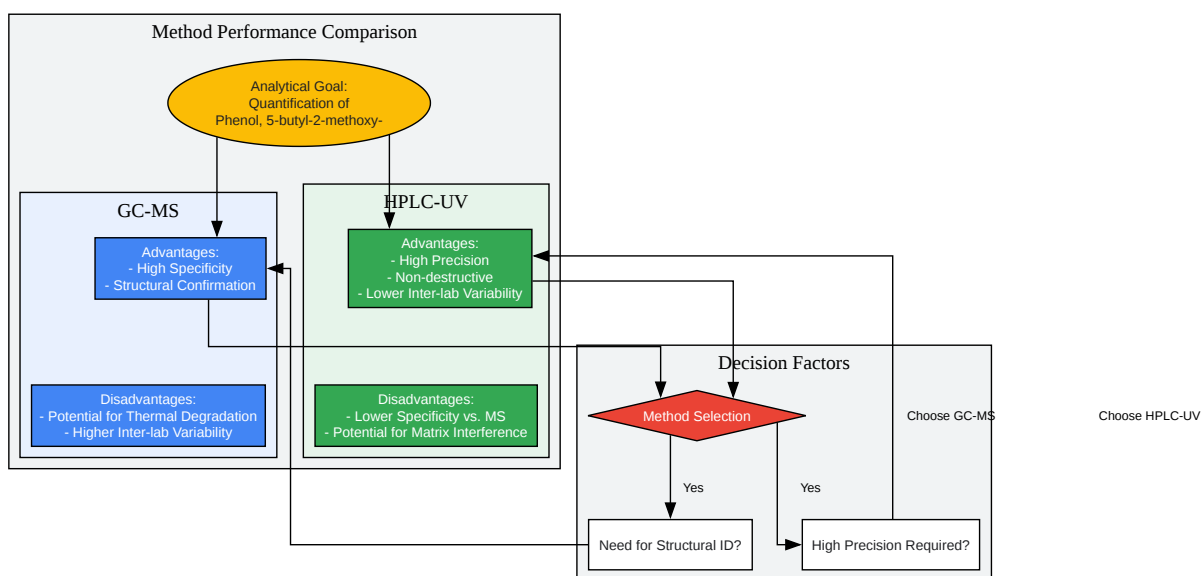 Method Performance Comparison
Analytical Goal:
Quantification of
Phenol, 5-butyl-2-methoxy-
GC-MS
Advantages:
- High Specificity
- Structural Confirmation
Disadvantages:
- Potential for Thermal Degradation
- Higher Inter-lab Variability
HPLC-UV
Advantages:
- High Precision
- Non-destructive
- Lower Inter-lab Variability
Disadvantages:
- Lower Specificity vs. MS
- Potential for Matrix Interference
Decision Factors
Method Selection
Choose GC-MS
Choose HPLC-UV
Yes
Yes
Need for Structural ID?
High Precision Required?